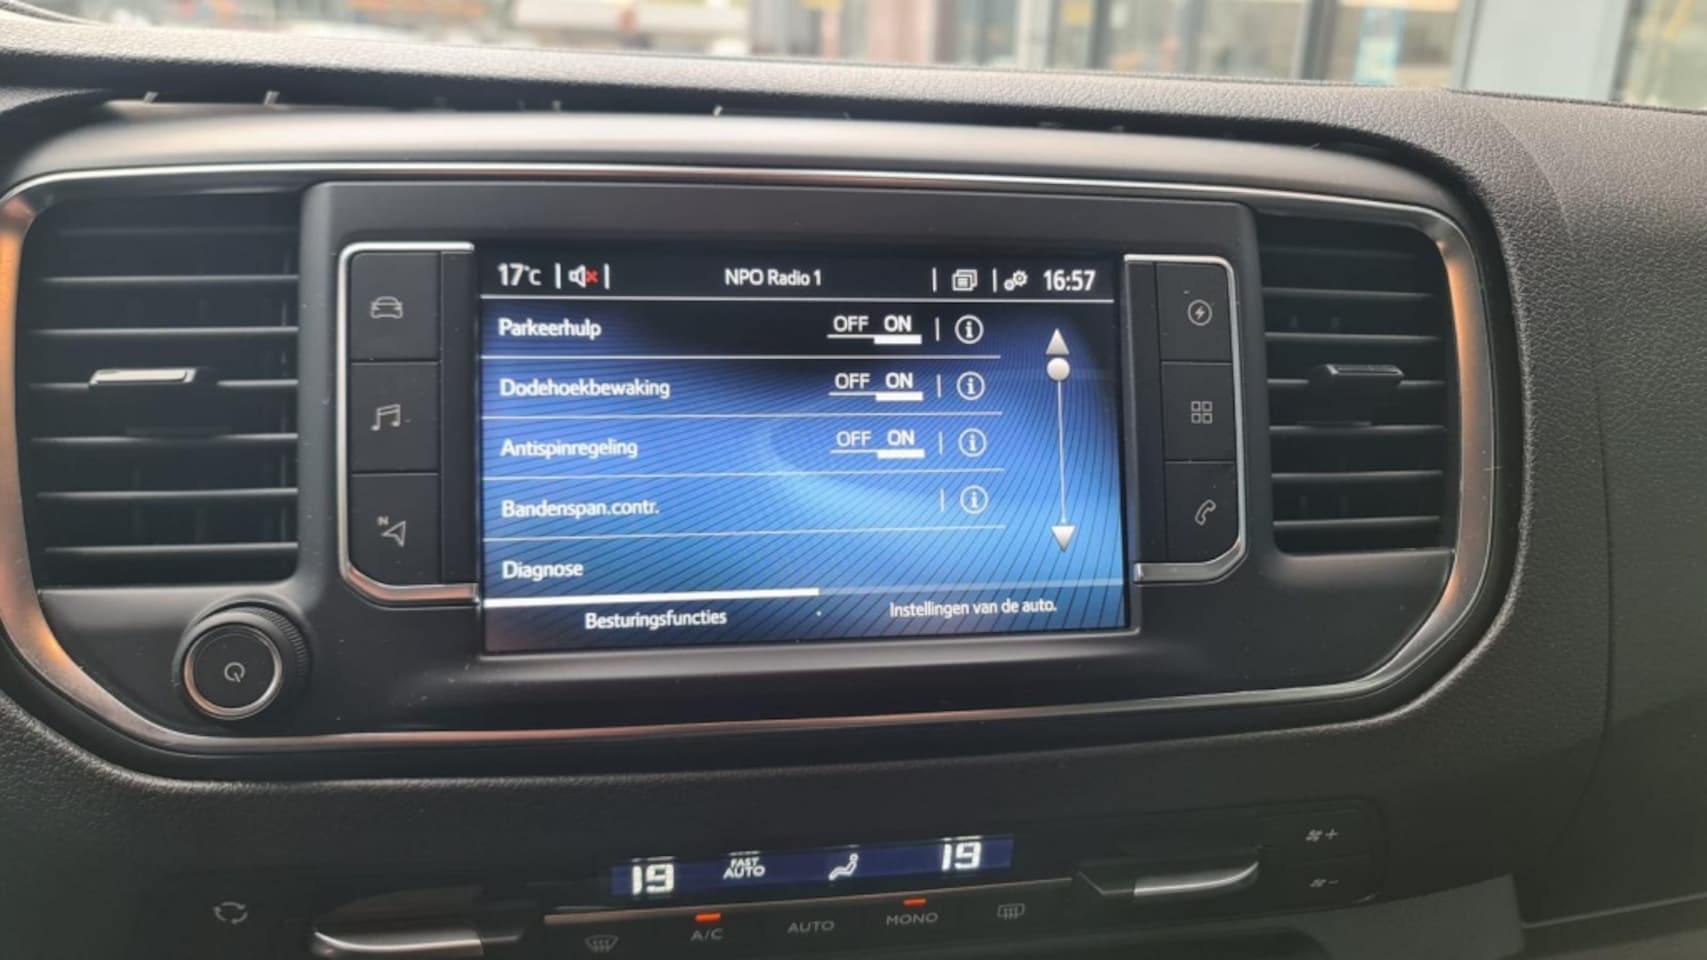 17°C NPO Radio 1 16:57
Parkeerhulp OFF ON
Dodehoekbewaking OFF ON
Antispinregeling OFF ON
Bandenspan.contr.
Diagnose
Besturingsfuncties Instellingen van de auto.
N
19 FAST AUTO 19
A/C AUTO MONO